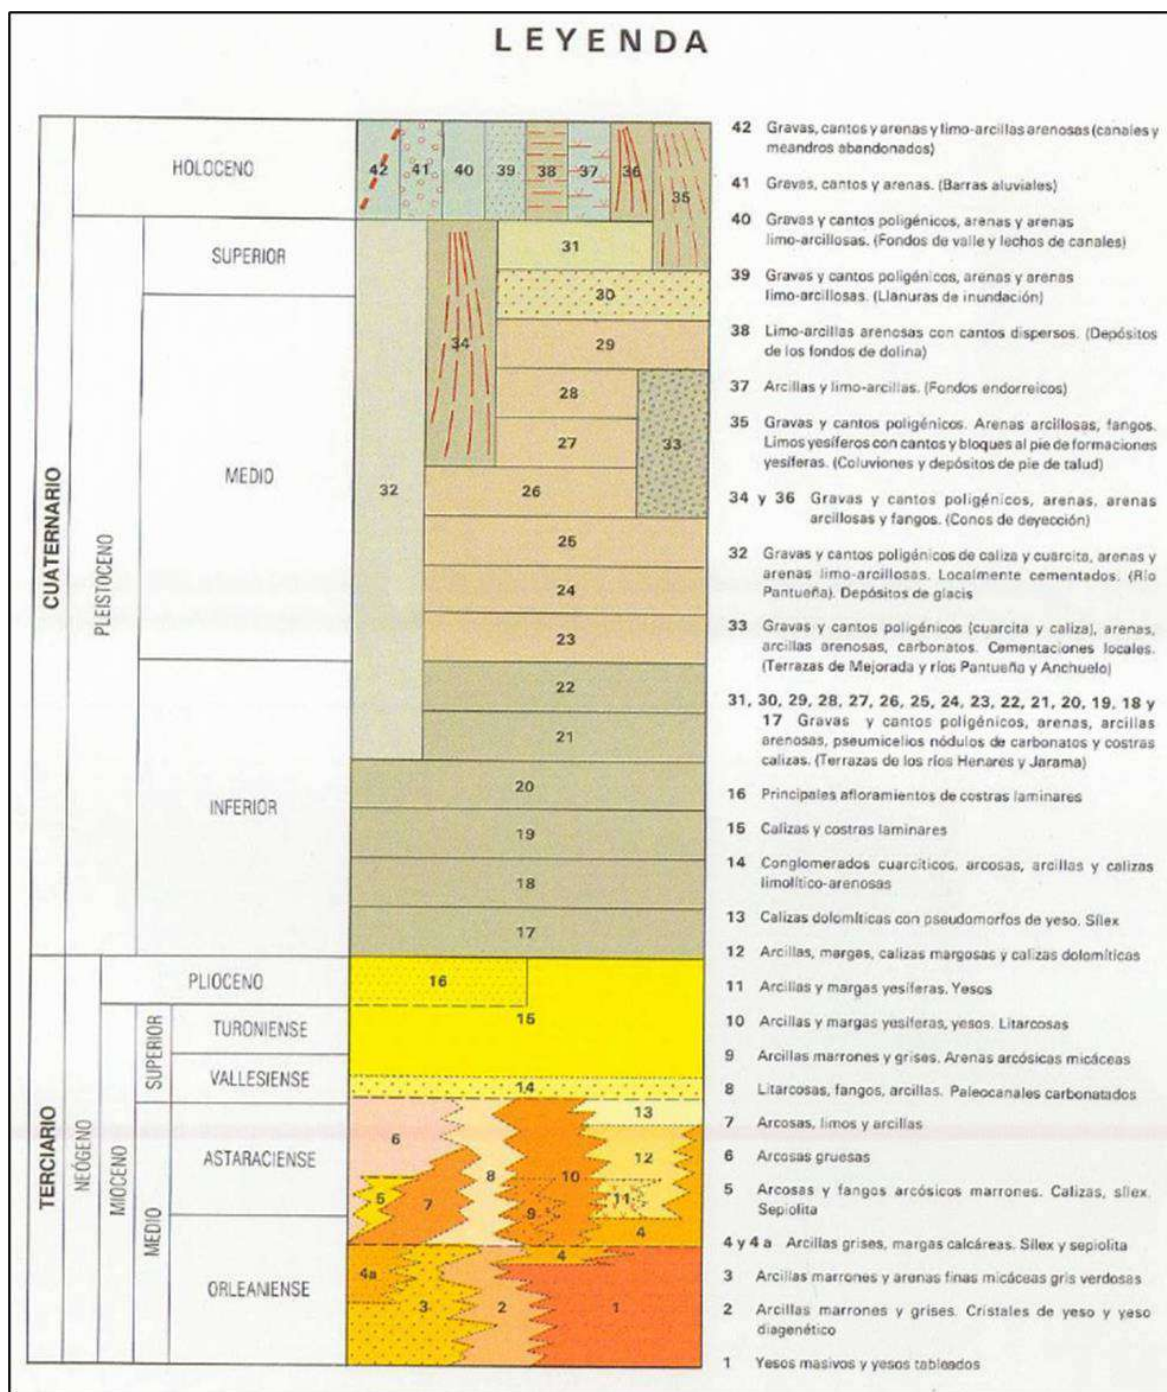 LEYENDA
CUATERNARIO
TERCIARIO
PLEISTOCENO
NEÓGENO
MIOCENO
SUPERIOR
MEDIO
HOLOCENO
SUPERIOR
MEDIO
INFERIOR
PLIOCENO
TURONIENSE
VALLESIENSE
ASTARACIENSE
ORLEANIENSE
42 41 40 39 38 37 36
35
31
30
34 29
28
27 33
32 26
25
24
23
22
21
20
19
18
17
16
15
14
13
6 12
8 10
5 7 11
9
4
4
4a
3 2 1
42 Gravas, cantos y arenas y limo-arcillas arenosas (canales y
meandros abandonados)
41 Gravas, cantos y arenas. (Barras aluviales)
40 Gravas y cantos poligénicos, arenas y arenas
limo-arcillosas. (Fondos de valle y lechos de canales)
39 Gravas y cantos poligénicos, arenas y arenas
limo-arcillosas. (Llanuras de inundación)
38 Limo-arcillas arenosas con cantos dispersos. (Depósitos
de los fondos de dolina)
37 Arcillas y limo-arcillas. (Fondos endorreicos)
35 Gravas y cantos poligénicos. Arenas arcillosas, fangos.
Limos yesíferos con cantos y bloques al pie de formaciones
yesíferas. (Coluviones y depósitos de pie de talud)
34 y 36 Gravas y cantos poligénicos, arenas, arenas
arcillosas y fangos. (Conos de deyección)
32 Gravas y cantos poligénicos de caliza y cuarcita, arenas y
arenas limo-arcillosas. Localmente cementados. (Río
Pantueña). Depósitos de glacis
33 Gravas y cantos poligénicos (cuarcita y caliza), arenas,
arcillas arenosas, carbonatos. Cementaciones locales.
(Terrazas de Mejorada y ríos Pantueña y Anchuelo)
31, 30, 29, 28, 27, 26, 25, 24, 23, 22, 21, 20, 19, 18 y
17 Gravas y cantos poligénicos, arenas, arcillas
arenosas, pseumicelios nódulos de carbonatos y costras
calizas. (Terrazas de los ríos Henares y Jarama)
16 Principales afloramientos de costras laminares
15 Calizas y costras laminares
14 Conglomerados cuarcíticos, arcosas, arcillas y calizas
limolítico-arenosas
13 Calizas dolomíticas con pseudomorfos de yeso. Sílex
12 Arcillas, margas, calizas margosas y calizas dolomíticas
11 Arcillas y margas yesíferas. Yesos
10 Arcillas y margas yesíferas, yesos. Litarcosas
9 Arcillas marrones y grises. Arenas arcósicas micáceas
8 Litarcosas, fangos, arcillas. Paleocanales carbonatados
7 Arcosas, limos y arcillas
6 Arcosas gruesas
5 Arcosas y fangos arcósicos marrones. Calizas, sílex.
Sepiolita
4 y 4 a Arcillas grises, margas calcáreas. Sílex y sepiolita
3 Arcillas marrones y arenas finas micáceas gris verdosas
2 Arcillas marrones y grises. Cristales de yeso y yeso
diagenético
1 Yesos masivos y yesos tableados